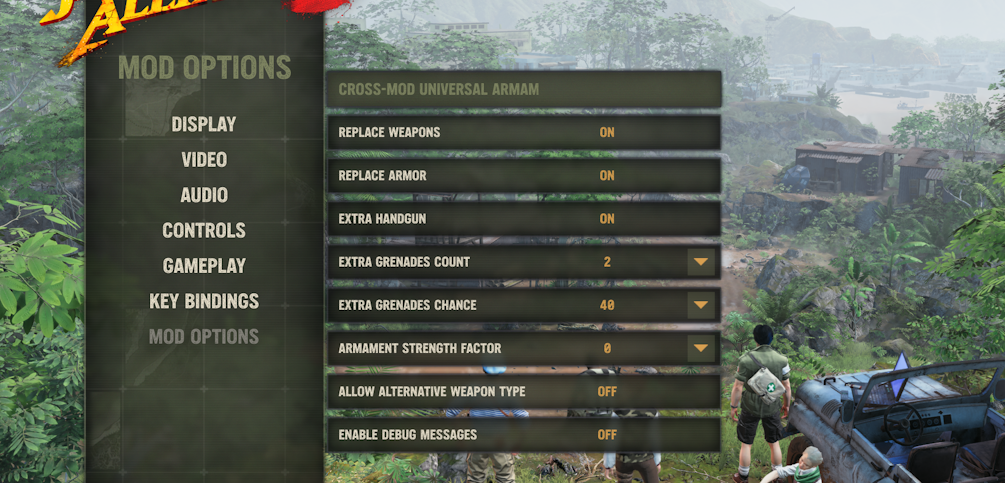 MOD OPTIONS
DISPLAY
VIDEO
AUDIO
CONTROLS
GAMEPLAY
KEY BINDINGS
MOD OPTIONS
CROSS-MOD UNIVERSAL ARMAM
REPLACE WEAPONS ON
REPLACE ARMOR ON
EXTRA HANDGUN ON
EXTRA GRENADES COUNT 2
EXTRA GRENADES CHANCE 40
ARMAMENT STRENGTH FACTOR 0
ALLOW ALTERNATIVE WEAPON TYPE OFF
ENABLE DEBUG MESSAGES OFF